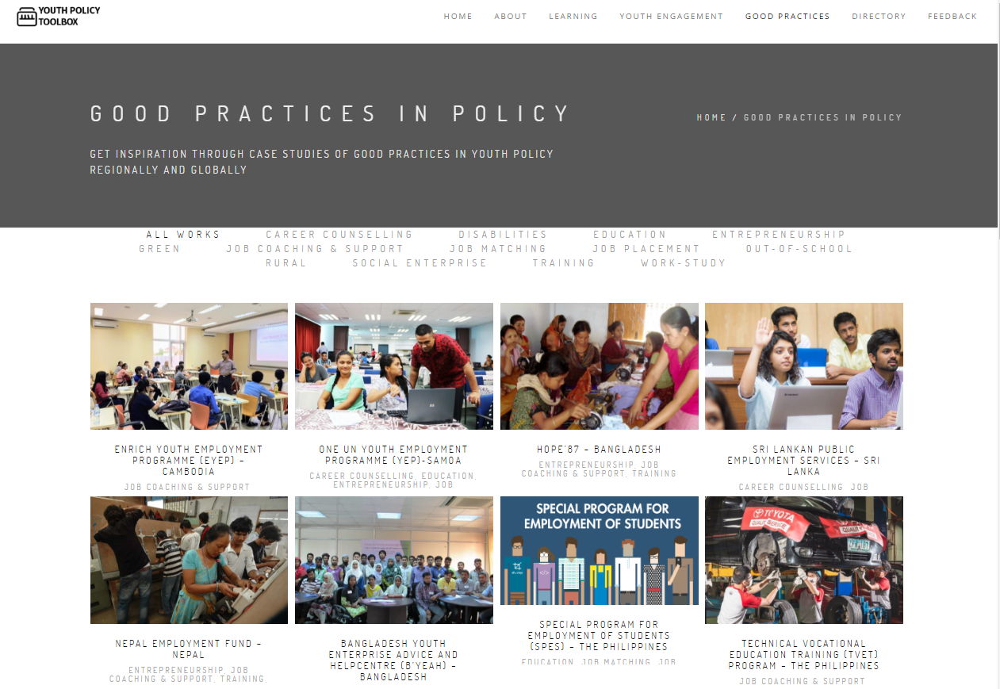 YOUTH POLICY
TOOLBOX
HOME ABOUT LEARNING YOUTH ENGAGEMENT GOOD PRACTICES DIRECTORY FEEDBACK
GOOD PRACTICES IN POLICY
HOME / GOOD PRACTICES IN POLICY
GET INSPIRATION THROUGH CASE STUDIES OF GOOD PRACTICES IN YOUTH POLICY
REGIONALLY AND GLOBALLY
ALL WORKS CAREER COUNSELLING DISABILITIES EDUCATION ENTREPRENEURSHIP
GREEN JOB COACHING & SUPPORT JOB MATCHING JOB PLACEMENT OUT-OF-SCHOOL
RURAL SOCIAL ENTERPRISE TRAINING WORK-STUDY
ENRICH YOUTH EMPLOYMENT
PROGRAMME (EYEP) –
CAMBODIA
JOB COACHING & SUPPORT
ONE UN YOUTH EMPLOYMENT
PROGRAMME (YEP)-SAMOA
CAREER COUNSELLING, EDUCATION,
ENTREPRENEURSHIP, JOB
HOPE'87 – BANGLADESH
ENTREPRENEURSHIP, JOB
COACHING & SUPPORT, TRAINING
SRI LANKAN PUBLIC
EMPLOYMENT SERVICES – SRI
LANKA
CAREER COUNSELLING, JOB
NEPAL EMPLOYMENT FUND –
NEPAL
ENTREPRENEURSHIP, JOB
COACHING & SUPPORT, TRAINING,
BANGLADESH YOUTH
ENTERPRISE ADVICE AND
HELPCENTRE (B'YEAH) –
BANGLADESH
SPECIAL PROGRAM FOR
EMPLOYMENT OF STUDENTS
SPECIAL PROGRAM FOR
EMPLOYMENT OF STUDENTS
(SPES) – THE PHILIPPINES
EDUCATION, JOB MATCHING, JOB
TOYOTA
TECHNICAL VOCATIONAL
EDUCATION TRAINING (TVET)
PROGRAM – THE PHILIPPINES
JOB COACHING & SUPPORT